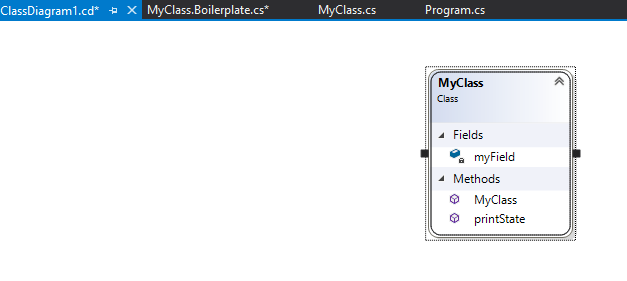 ClassDiagram1.cd* MyClass.Boilerplate.cs* MyClass.cs Program.cs
MyClass
Class
Fields
myField
Methods
MyClass
printState